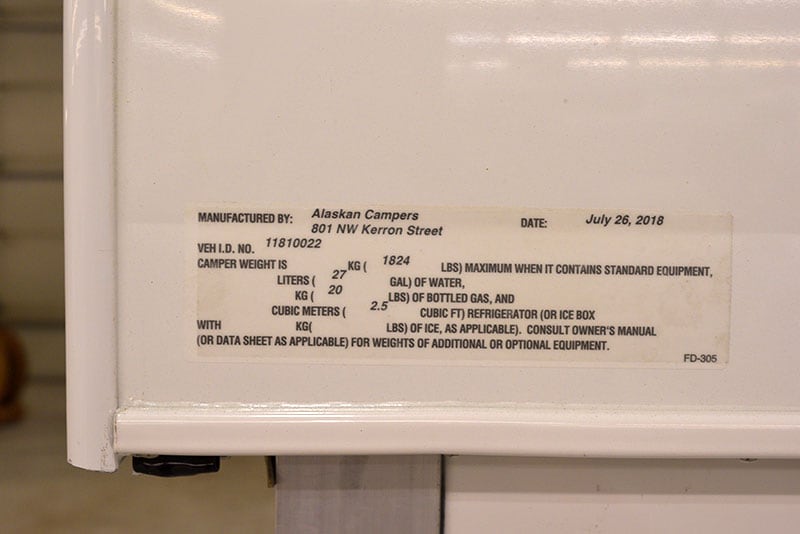 MANUFACTURED BY: Alaskan Campers DATE: July 26, 2018
801 NW Kerron Street
VEH I.D. NO. 11810022
CAMPER WEIGHT IS KG ( 1824 LBS) MAXIMUM WHEN IT CONTAINS STANDARD EQUIPMENT,
LITERS ( 27 GAL) OF WATER,
KG ( 20 LBS) OF BOTTLED GAS, AND
CUBIC METERS ( 2.5 CUBIC FT) REFRIGERATOR (OR ICE BOX
WITH KG( LBS) OF ICE, AS APPLICABLE). CONSULT OWNER'S MANUAL
(OR DATA SHEET AS APPLICABLE) FOR WEIGHTS OF ADDITIONAL OR OPTIONAL EQUIPMENT.
FD-305